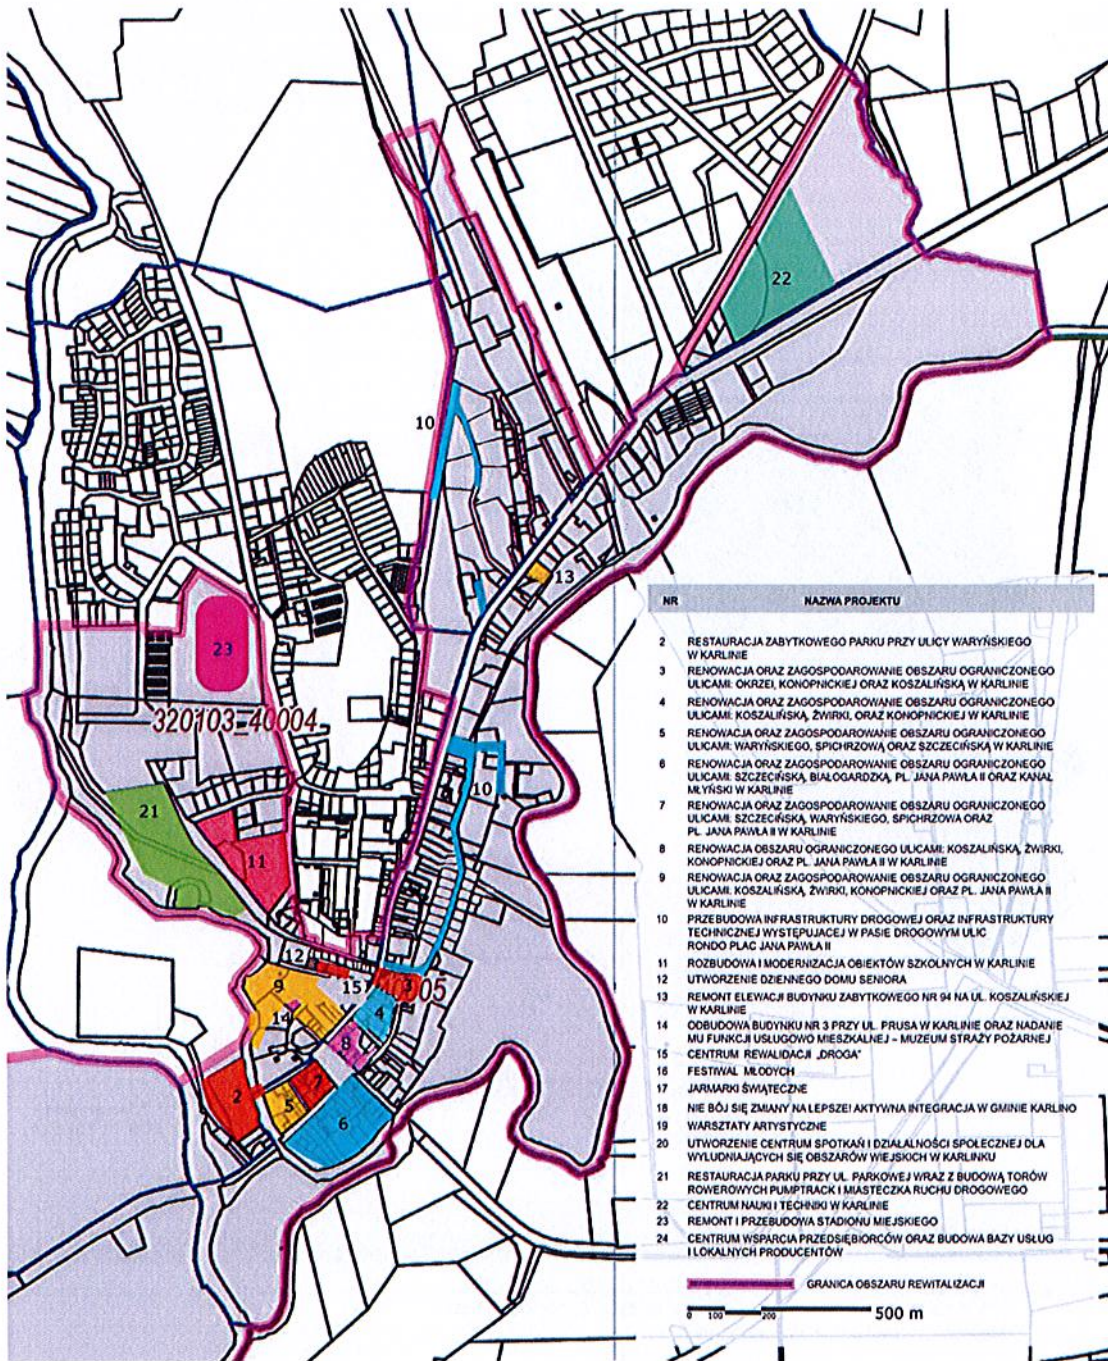 22
10
13
23
320103_40004
21
10
11
12
9
15
3
14
4
8
2
7
5
6
NR NAZWA PROJEKTU
2 RESTAURACJA ZABYTKOWEGO PARKU PRZY ULICY WARYŃSKIEGO
W KARLINIE
3 RENOWACJA ORAZ ZAGOSPODAROWANIE OBSZARU OGRANICZONEGO
ULICAMI: OKRZEI, KONOPNICKIEJ ORAZ KOSZALIŃSKĄ W KARLINIE
4 RENOWACJA ORAZ ZAGOSPODAROWANIE OBSZARU OGRANICZONEGO
ULICAMI: KOSZALIŃSKĄ, ŻWIRKI, ORAZ KONOPNICKIEJ W KARLINIE
5 RENOWACJA ORAZ ZAGOSPODAROWANIE OBSZARU OGRANICZONEGO
ULICAMI: WARYŃSKIEGO, SPICHRZOWĄ ORAZ SZCZECIŃSKĄ W KARLINIE
6 RENOWACJA ORAZ ZAGOSPODAROWANIE OBSZARU OGRANICZONEGO
ULICAMI: SZCZECIŃSKĄ, BIAŁOGARDZKĄ, PL. JANA PAWŁA II ORAZ KANAŁ
MŁYŃSKI W KARLINIE
7 RENOWACJA ORAZ ZAGOSPODAROWANIE OBSZARU OGRANICZONEGO
ULICAMI: SZCZECIŃSKĄ, WARYŃSKIEGO, SPICHRZOWA ORAZ
PL. JANA PAWŁA II W KARLINIE
8 RENOWACJA OBSZARU OGRANICZONEGO ULICAMI: KOSZALIŃSKĄ, ŻWIRKI,
KONOPNICKIEJ ORAZ PL. JANA PAWŁA II W KARLINIE
9 RENOWACJA ORAZ ZAGOSPODAROWANIE OBSZARU OGRANICZONEGO
ULICAMI: KOSZALIŃSKĄ, ŻWIRKI, KONOPNICKIEJ ORAZ PL. JANA PAWŁA II
W KARLINIE
10 PRZEBUDOWA INFRASTRUKTURY DROGOWEJ ORAZ INFRASTRUKTURY
TECHNICZNEJ WYSTĘPUJACEJ W PASIE DROGOWYM ULIC
RONDO PLAC JANA PAWŁA II
11 ROZBUDOWA I MODERNIZACJA OBIEKTÓW SZKOLNYCH W KARLINIE
12 UTWORZENIE DZIENNEGO DOMU SENIORA
13 REMONT ELEWACJI BUDYNKU ZABYTKOWEGO NR 94 NA UL. KOSZALIŃSKIEJ
W KARLINIE
14 ODBUDOWA BUDYNKU NR 3 PRZY UL. PRUSA W KARLINIE ORAZ NADANIE
MU FUNKCJI USŁUGOWO MIESZKALNEJ – MUZEUM STRAŻY POŻARNEJ
15 CENTRUM REWALIDACJI „DROGA"
16 FESTIWAL MŁODYCH
17 JARMARKI ŚWIĄTECZNE
18 NIE BÓJ SIĘ ZMIANY NA LEPSZE! AKTYWNA INTEGRACJA W GMINIE KARLINO
19 WARSZTATY ARTYSTYCZNE
20 UTWORZENIE CENTRUM SPOTKAŃ I DZIAŁALNOŚCI SPOŁECZNEJ DLA
WYLUDNIAJĄCYCH SIĘ OBSZARÓW WIEJSKICH W KARLINKU
21 RESTAURACJA PARKU PRZY UL. PARKOWEJ WRAZ Z BUDOWĄ TORÓW
ROWEROWYCH PUMPTRACK I MIASTECZKA RUCHU DROGOWEGO
22 CENTRUM NAUKI I TECHNIKI W KARLINIE
23 REMONT I PRZEBUDOWA STADIONU MIEJSKIEGO
24 CENTRUM WSPARCIA PRZEDSIĘBIORCÓW ORAZ BUDOWA BAZY USŁUG
I LOKALNYCH PRODUCENTÓW
GRANICA OBSZARU REWITALIZACJI
0 100 200 500 m